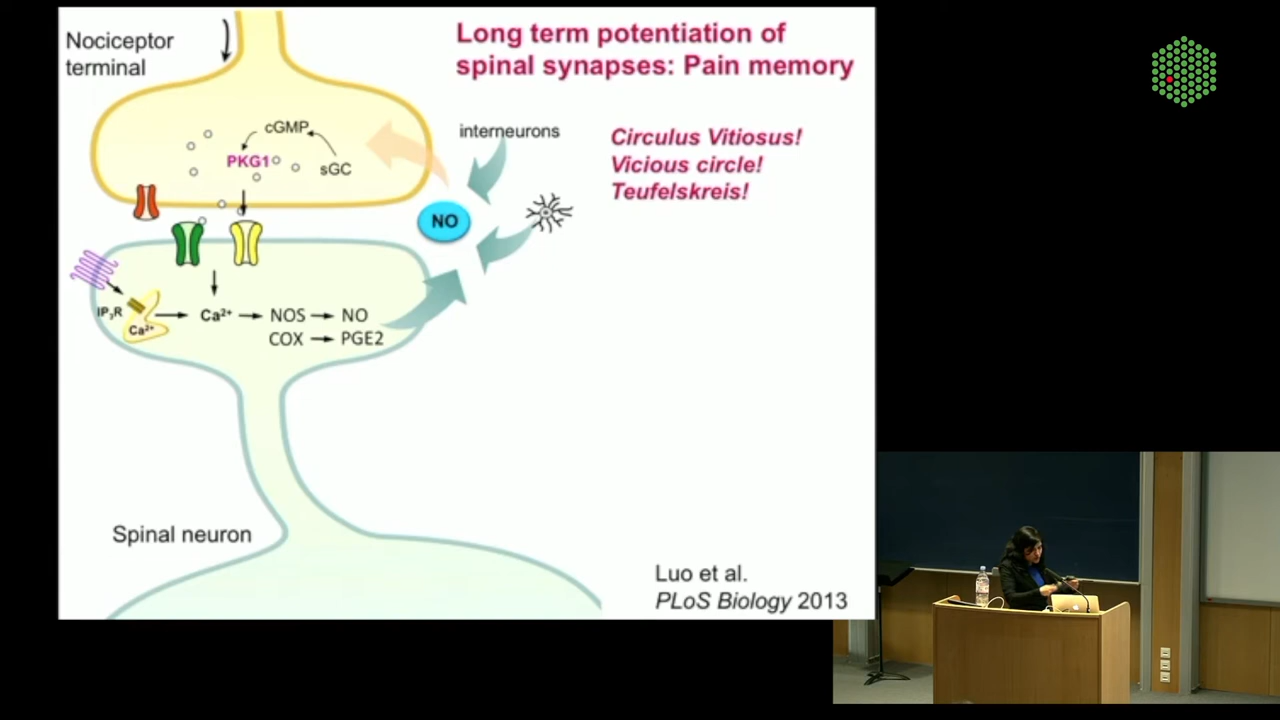 Nociceptor
terminal
Long term potentiation of
spinal synapses: Pain memory
cGMP
PKG1
sGC
interneurons
Circulus Vitiosus!
Vicious circle!
Teufelskreis!
NO
IP3R
Ca2+
Ca2+
NOS
NO
COX
PGE2
Spinal neuron
Luo et al.
PLoS Biology 2013